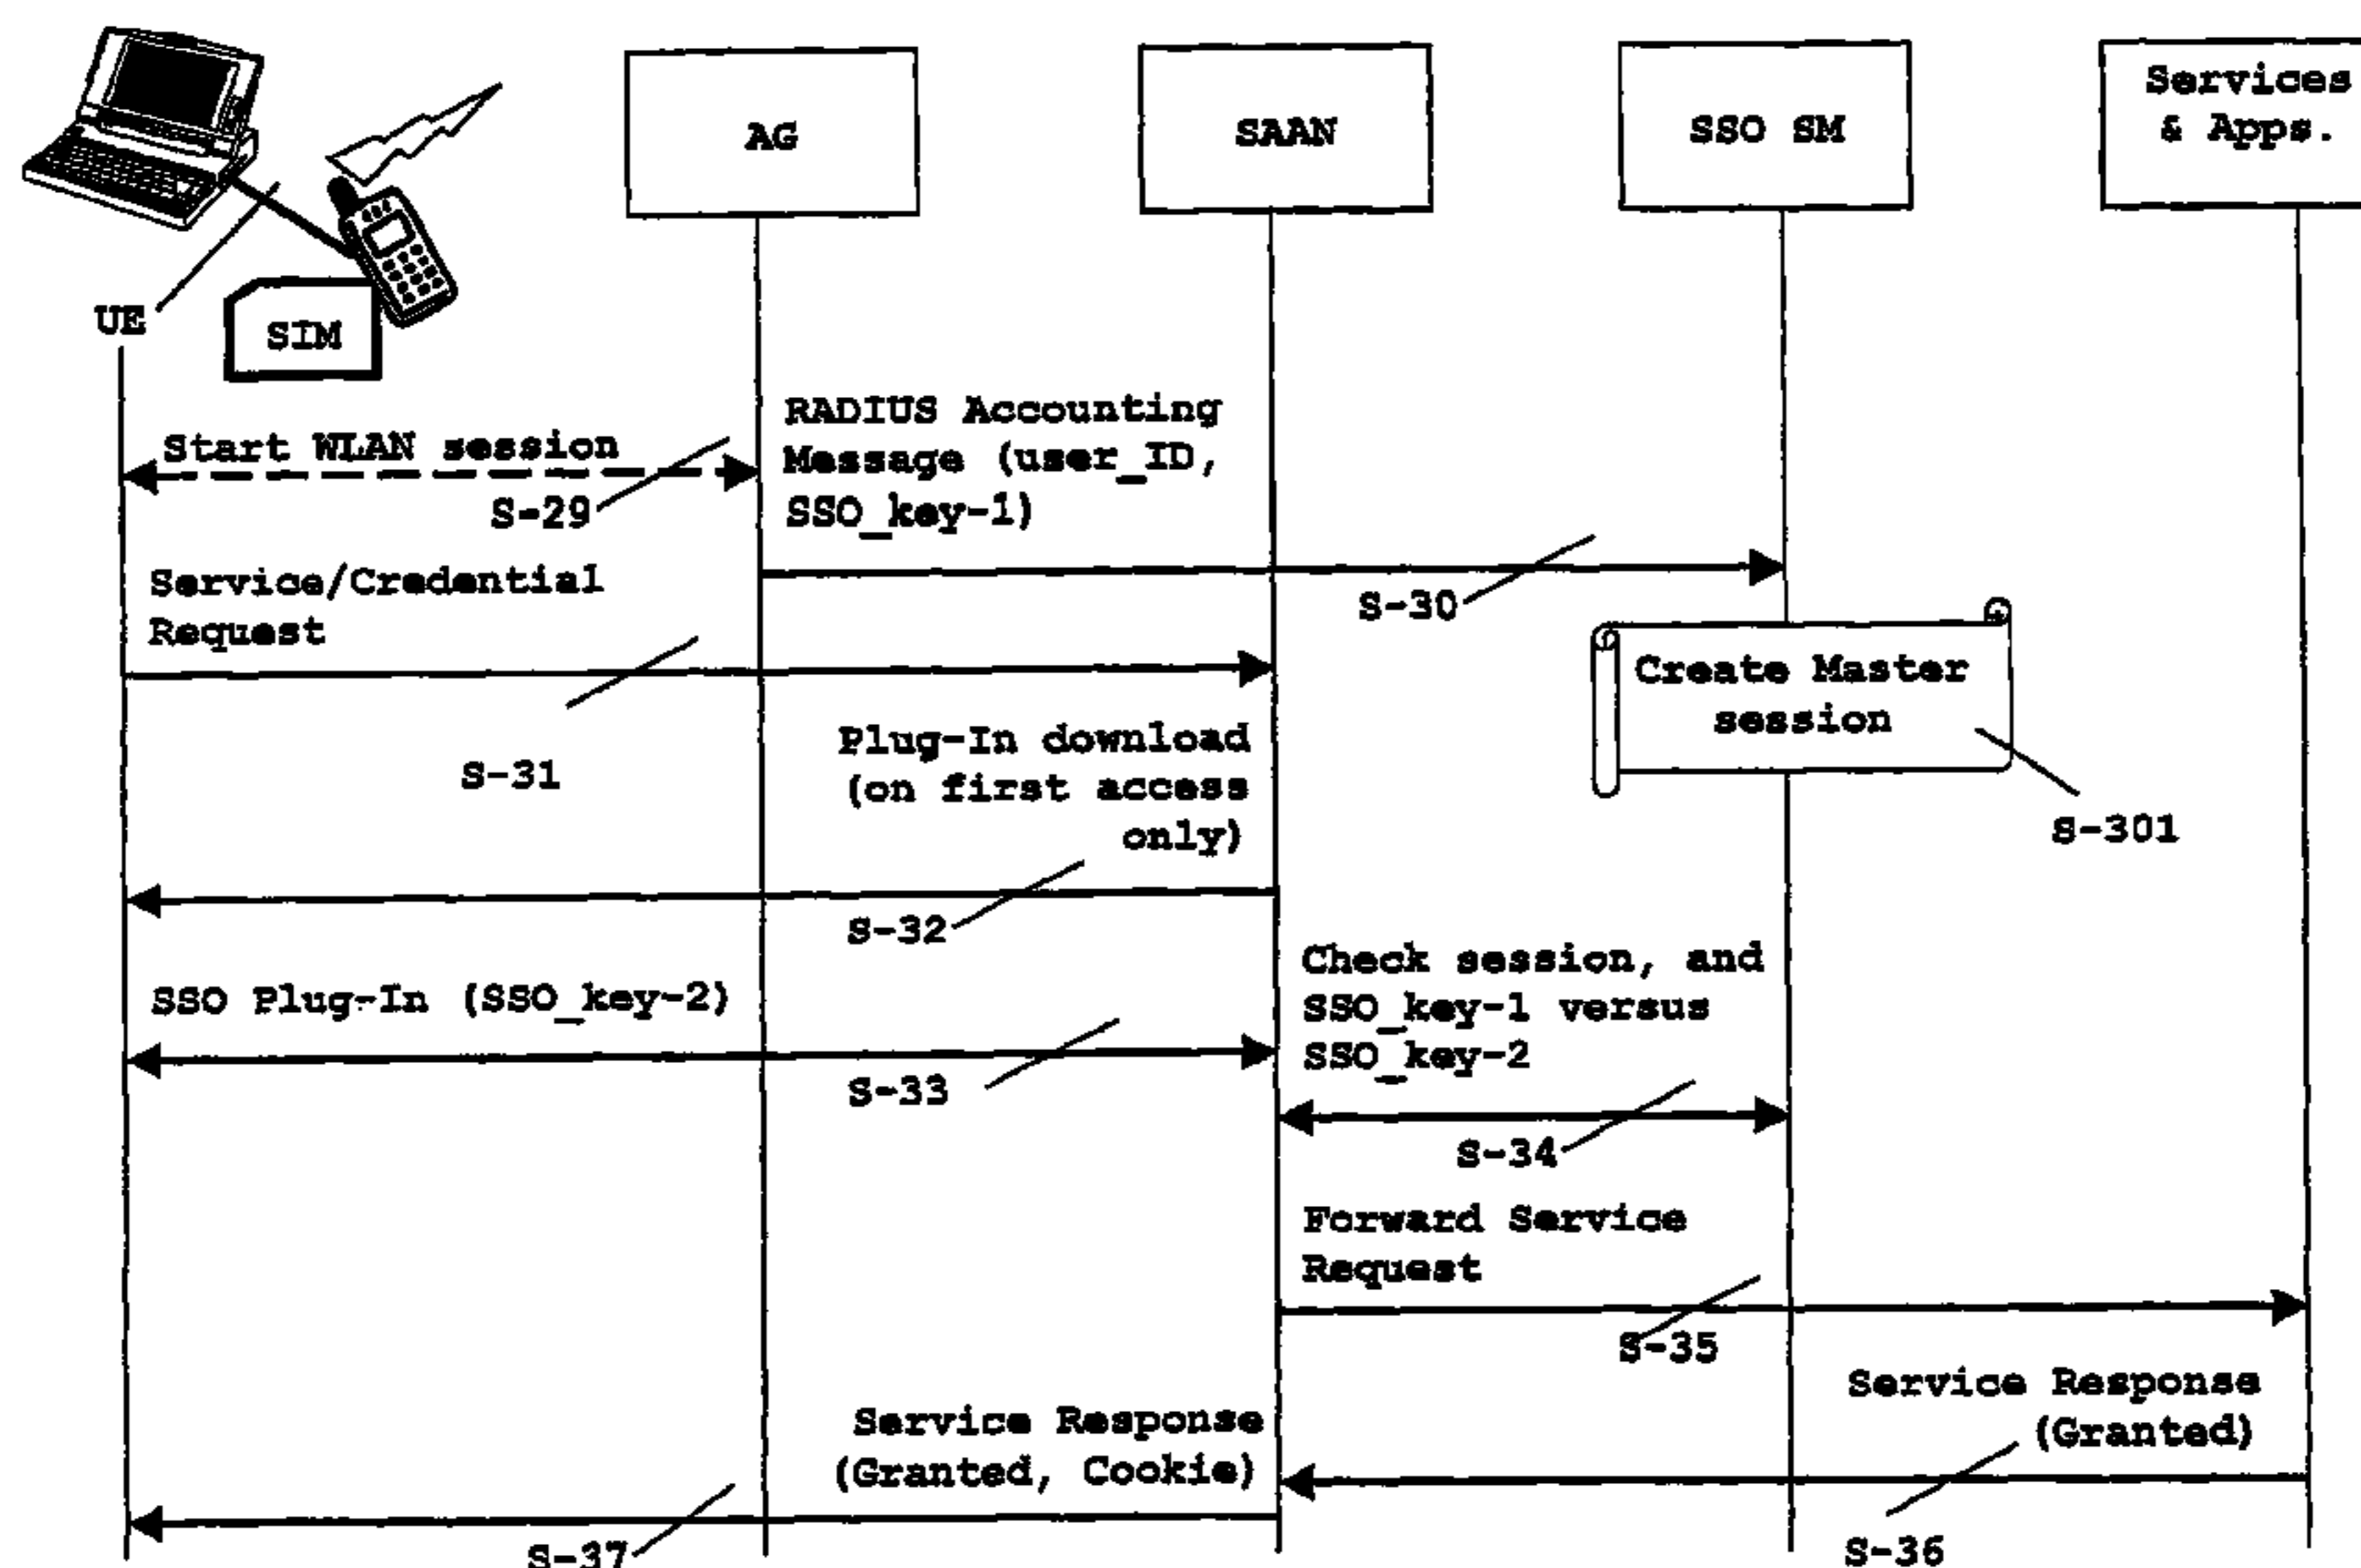 AG
SAAN
SSO SM
Services
& Apps.
UE
SIM
Start WLAN session
S-29
RADIUS Accounting
Message (user_ID,
SSO_key-1)
S-30
Service/Credential
Request
S-31
Create Master
session
S-301
Plug-In download
(on first access
only)
S-32
SSO Plug-In (SSO_key-2)
S-33
Check session, and
SSO_key-1 versus
SSO_key-2
S-34
Forward Service
Request
S-35
Service Response
(Granted)
S-36
Service Response
(Granted, Cookie)
S-37